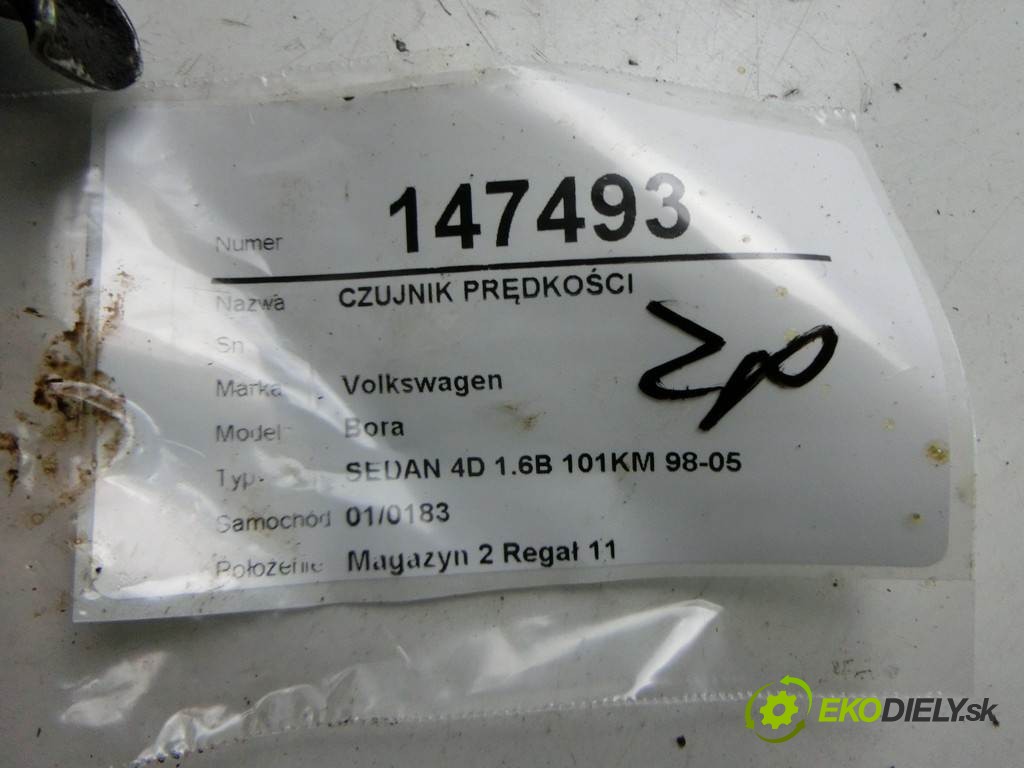 Numer 147493
Nazwa CZUJNIK PRĘDKOŚCI
Sn
Zp
Marka Volkswagen
Model Bora
Typ SEDAN 4D 1.6B 101KM 98-05
Samochód 01/0183
Położenie Magazyn 2 Regał 11
EKODIELY.sk